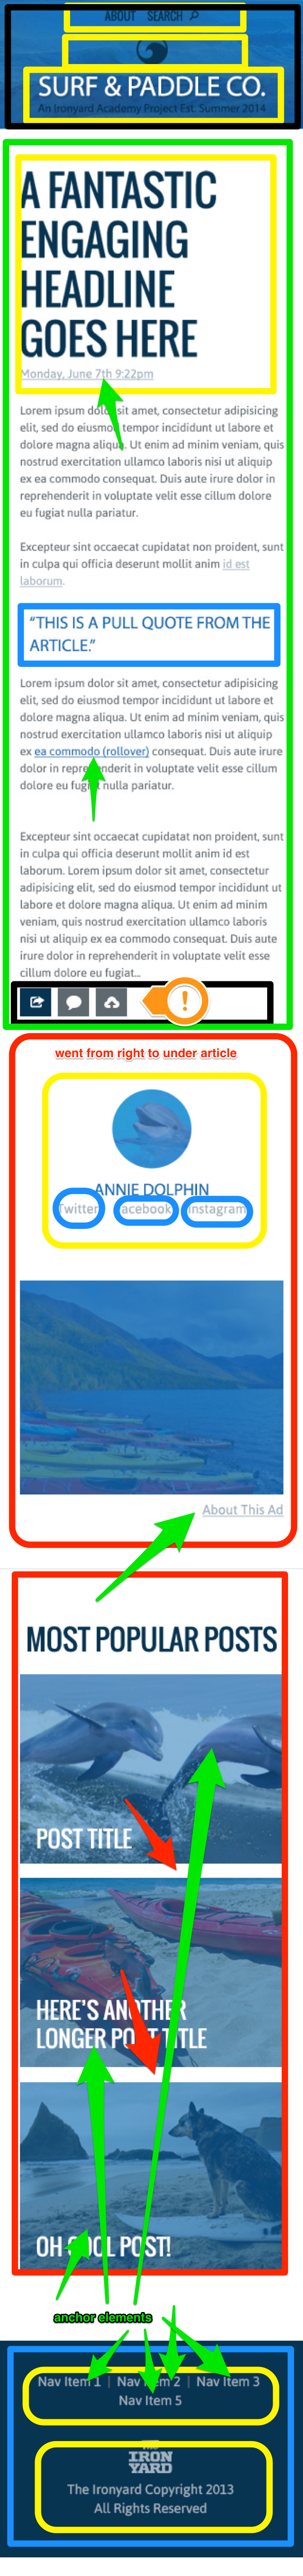 ABOUT SEARCH
SURF & PADDLE CO.
An Ironyard Academy Project Est. Summer 2014
A FANTASTIC
ENGAGING
HEADLINE
GOES HERE
Monday, June 7th 9:22pm
Lorem ipsum dolor sit amet, consectetur adipisicing
elit, sed do eiusmod tempor incididunt ut labore et
dolore magna aliqua. Ut enim ad minim veniam, quis
nostrud exercitation ullamco laboris nisi ut aliquip
ex ea commodo consequat. Duis aute irure dolor in
reprehenderit in voluptate velit esse cillum dolore
eu fugiat nulla pariatur.
Excepteur sint occaecat cupidatat non proident, sunt
in culpa qui officia deserunt mollit anim id est
laborum.
“THIS IS A PULL QUOTE FROM THE
ARTICLE.”
Lorem ipsum dolor sit amet, consectetur adipisicing
elit, sed do eiusmod tempor incididunt ut labore et
dolore magna aliqua. Ut enim ad minim veniam, quis
nostrud exercitation ullamco laboris nisi ut aliquip
ex ea commodo (rollover) consequat. Duis aute irure
dolor in reprehenderit in voluptate velit esse cillum
dolore eu fugiat nulla pariatur.
Excepteur sint occaecat cupidatat non proident, sunt
in culpa qui officia deserunt mollit anim id est
laborum. Lorem ipsum dolor sit amet, consectetur
adipisicing elit, sed do eiusmod tempor incididunt ut
labore et dolore magna aliqua. Ut enim ad minim
veniam, quis nostrud exercitation ullamco laboris
nisi ut aliquip ex ea commodo consequat. Duis aute
irure dolor in reprehenderit in voluptate velit esse
cillum dolore eu fugiat...
!
went from right to under article
ANNIE DOLPHIN
Twitter Facebook Instagram
About This Ad
MOST POPULAR POSTS
POST TITLE
HERE'S ANOTHER
LONGER POST TITLE
OH COOL POST!
anchor elements
Nav Item 1 | Nav Item 2 | Nav Item 3
Nav Item 5
THE
IRON
YARD
The Ironyard Copyright 2013
All Rights Reserved